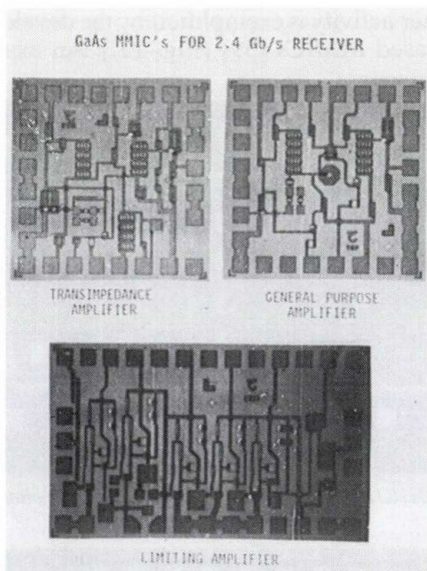 GaAs MMIC's FOR 2.4 Gb/s RECEIVER
TRANSIMPEDANCE
AMPLIFIER
GENERAL PURPOSE
AMPLIFIER
LIMITING AMPLIFIER